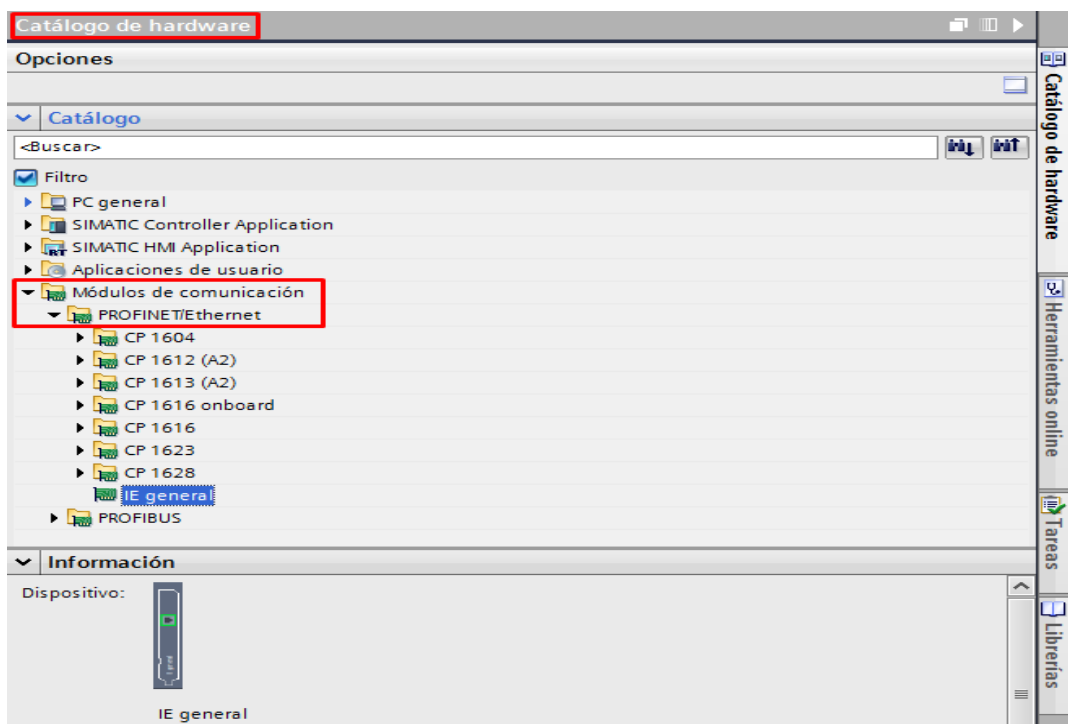 Catálogo de hardware
Opciones
Catálogo
<Buscar>
Filtro
PC general
SIMATIC Controller Application
SIMATIC HMI Application
Aplicaciones de usuario
Módulos de comunicación
PROFINET/Ethernet
CP 1604
CP 1612 (A2)
CP 1613 (A2)
CP 1616 onboard
CP 1616
CP 1623
CP 1628
IE general
PROFIBUS
Información
Dispositivo:
IE general
Catálogo de hardware
Herramientas online
Tareas
Librerías